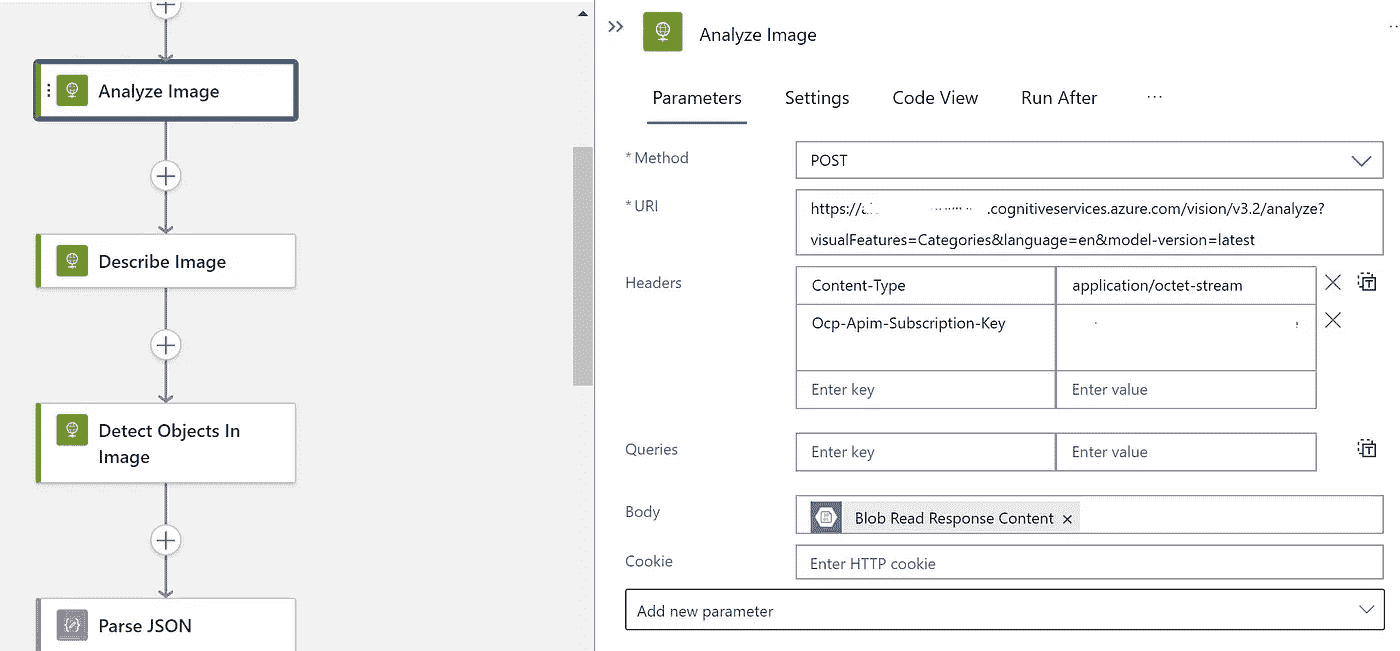 Analyze Image
Describe Image
Detect Objects In
Image
Parse JSON
Analyze Image
Parameters Settings Code View Run After ...
* Method
POST
* URI
https:// .cognitiveservices.azure.com/vision/v3.2/analyze?
visualFeatures=Categories&language=en&model-version=latest
Headers
Content-Type application/octet-stream
Ocp-Apim-Subscription-Key
Enter key Enter value
Queries
Enter key Enter value
Body
Blob Read Response Content ×
Cookie
Enter HTTP cookie
Add new parameter